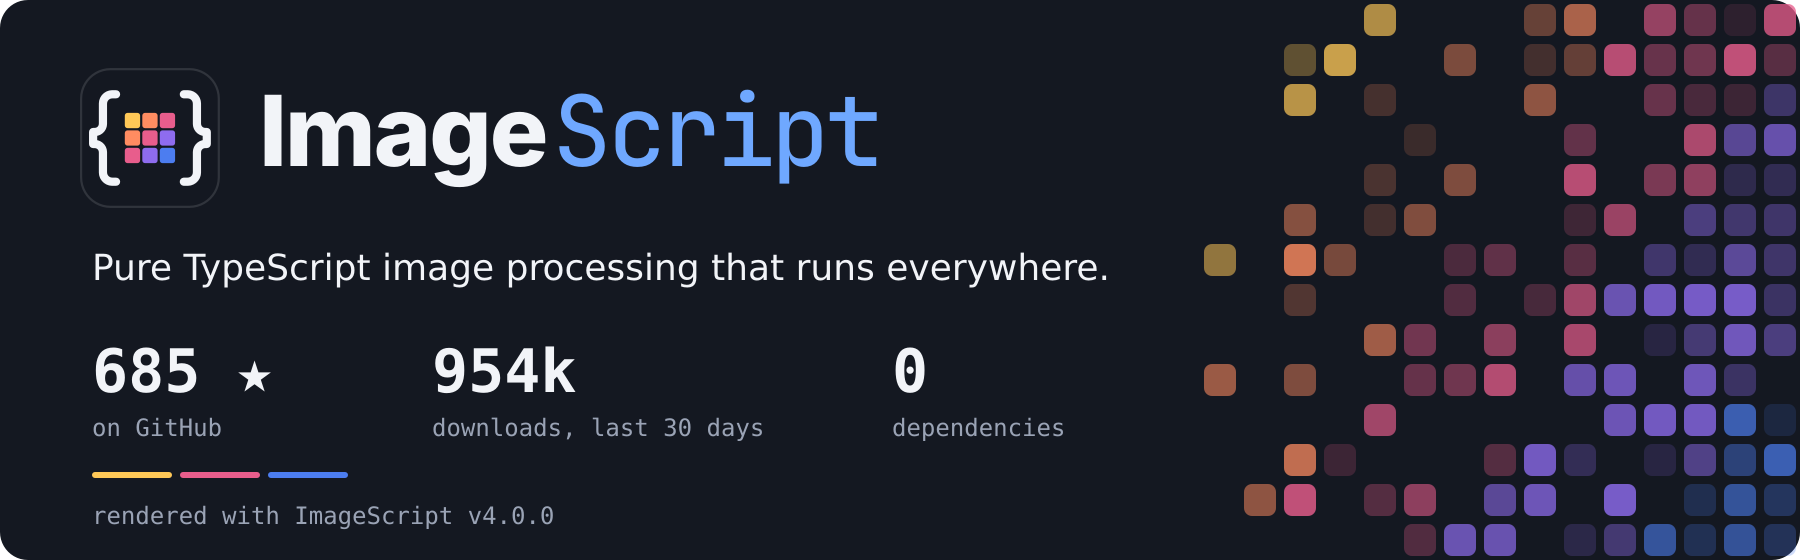 ImageScript
Pure TypeScript image processing that runs everywhere.
685 ★
on GitHub
954k
downloads, last 30 days
0
dependencies
rendered with ImageScript v4.0.0